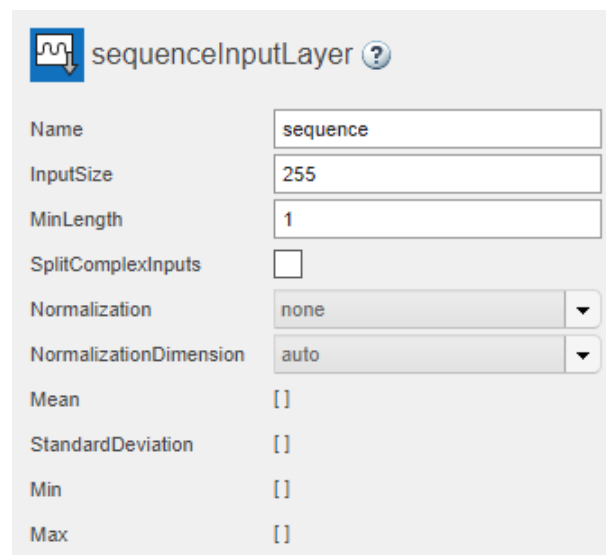 sequenceInputLayer ?
Name sequence
InputSize 255
MinLength 1
SplitComplexInputs
Normalization none
NormalizationDimension auto
Mean []
StandardDeviation []
Min []
Max []